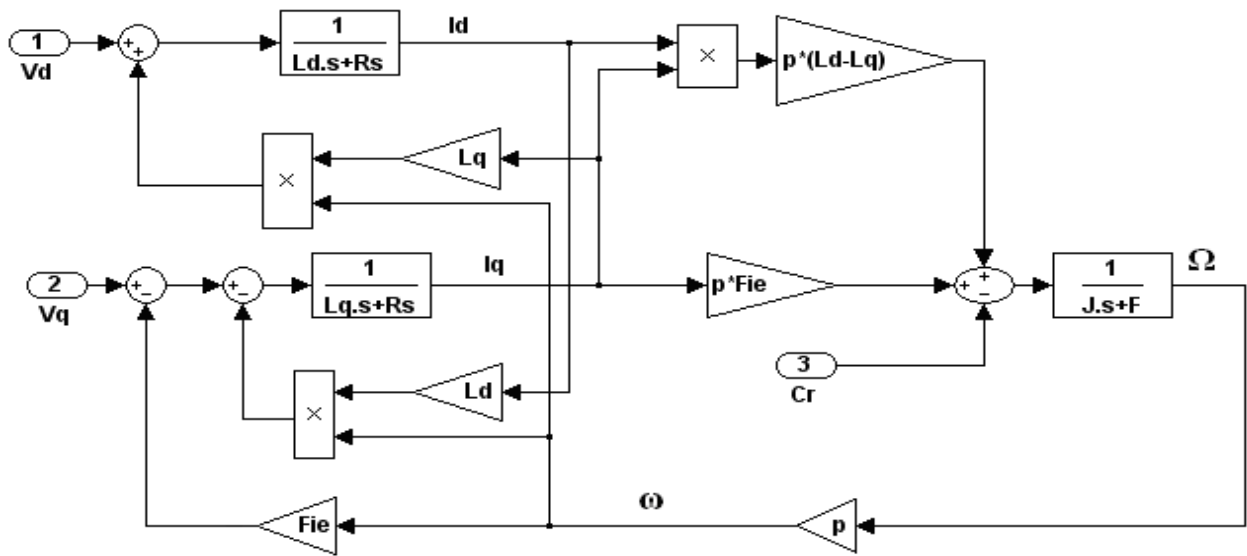 1
Vd
+
+
1
Ld.s+Rs
Id
×
p*(Ld-Lq)
×
Lq
2
Vq
+
−
+
−
1
Lq.s+Rs
Iq
p*Fie
+
+
−
1
J.s+F
Ω
3
Cr
×
Ld
Fie
ω
p